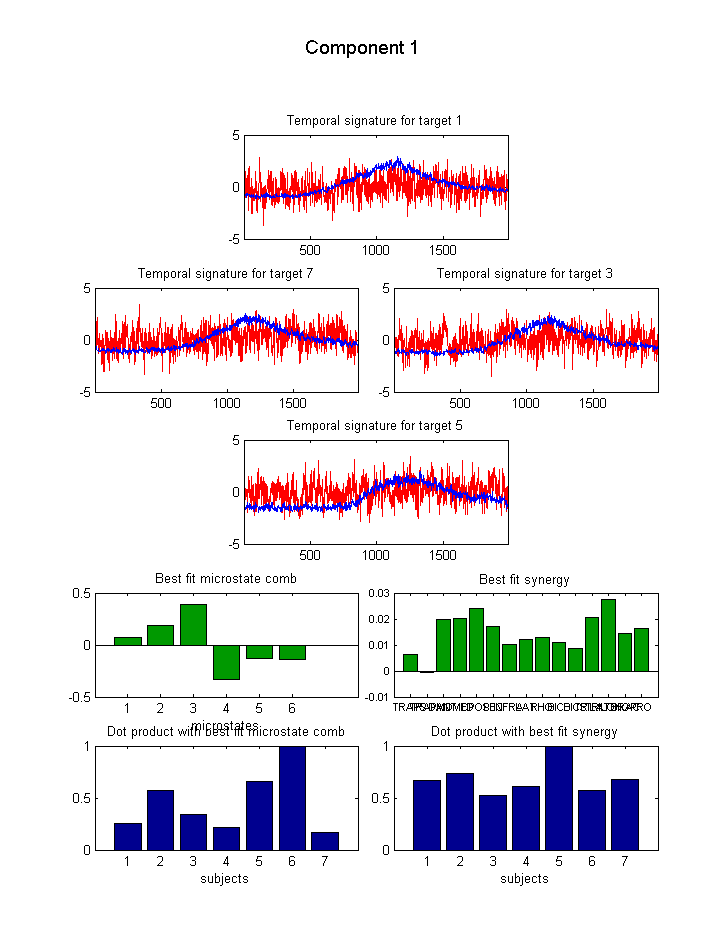 Component 1
Temporal signature for target 1
5
0
-5
500 1000 1500
Temporal signature for target 7
5
0
-5
500 1000 1500
Temporal signature for target 3
5
0
-5
500 1000 1500
Temporal signature for target 5
5
0
-5
500 1000 1500
Best fit microstate comb
0.5
0
-0.5
1 2 3 4 5 6
microstates
Best fit synergy
0.03
0.02
0.01
0
-0.01
Dot product with best fit microstate comb
1
0.5
0
1 2 3 4 5 6 7
subjects
Dot product with best fit synergy
1
0.5
0
1 2 3 4 5 6 7
subjects